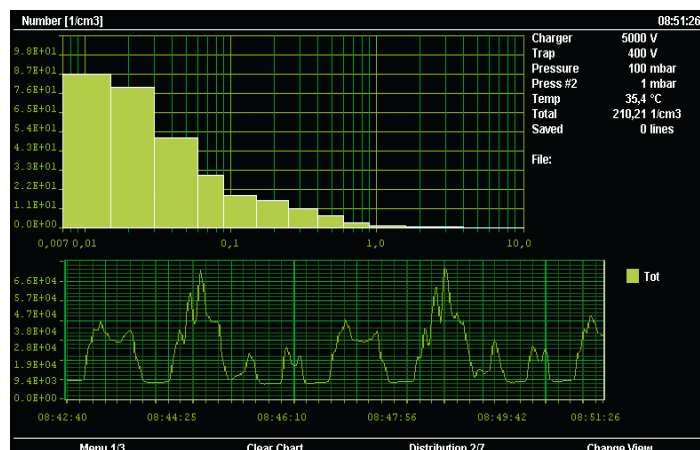 Number [1/cm3] 08:51:26
9.8E+01
8.7E+01
7.6E+01
6.5E+01
5.4E+01
4.3E+01
3.3E+01
2.2E+01
1.1E+01
0.0E+00
0,007 0,01 0,1 1,0 10,0
Charger 5000 V
Trap 400 V
Pressure 100 mbar
Press #2 1 mbar
Temp 35,4 °C
Total 210,21 1/cm3
Saved 0 lines
File:
6.6E+04
5.6E+04
4.7E+04
3.8E+04
2.8E+04
1.9E+04
9.4E+03
0.0E+00
Tot
08:42:40 08:44:25 08:46:10 08:47:56 08:49:42 08:51:26
Menu 1/3 Clear Chart Distribution 2/7 Change View